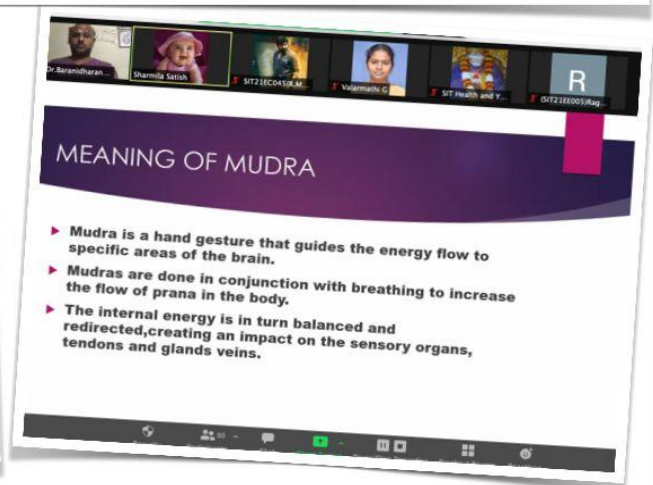 Dr.Baranidharan...
Sharmila Satish
SIT21EC045(R.M...
Valarmathi G
SIT Health and Y...
R
(SIT21EE005)Rag...
MEANING OF MUDRA
Mudra is a hand gesture that guides the energy flow to
specific areas of the brain.
Mudras are done in conjunction with breathing to increase
the flow of prana in the body.
The internal energy is in turn balanced and
redirected,creating an impact on the sensory organs,
tendons and glands veins.